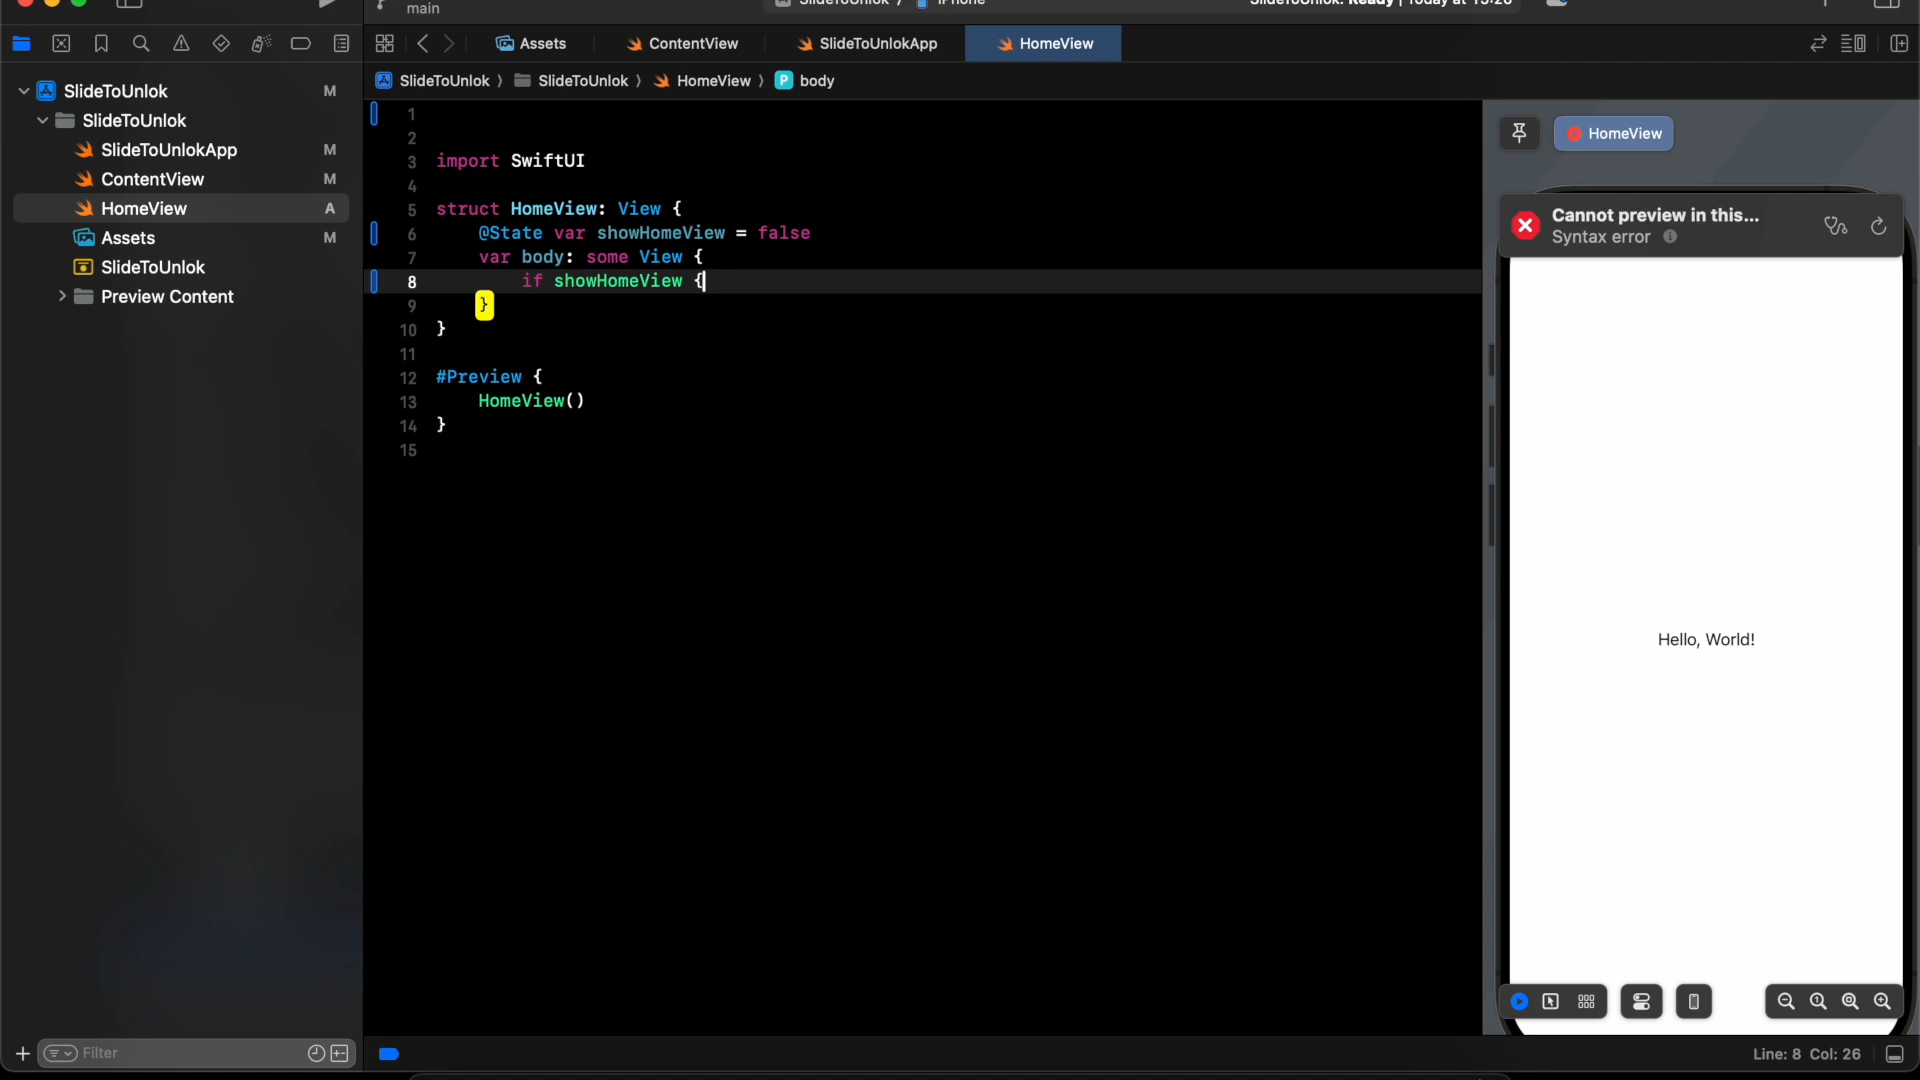 main
SlideToUnlok / iPhone
SlideToUnlok: Ready | Today at 15:26
Assets
ContentView
SlideToUnlokApp
HomeView
SlideToUnlok 〉 SlideToUnlok 〉 HomeView 〉 P body
SlideToUnlok M
SlideToUnlok
SlideToUnlokApp M
ContentView M
HomeView A
Assets M
SlideToUnlok
Preview Content
1
2
3 import SwiftUI
4
5 struct HomeView: View {
6 @State var showHomeView = false
7 var body: some View {
8 if showHomeView {
9 }
10 }
11
12 #Preview {
13 HomeView()
14 }
15
HomeView
Cannot preview in this...
Syntax error
Hello, World!
Filter
Line: 8 Col: 26